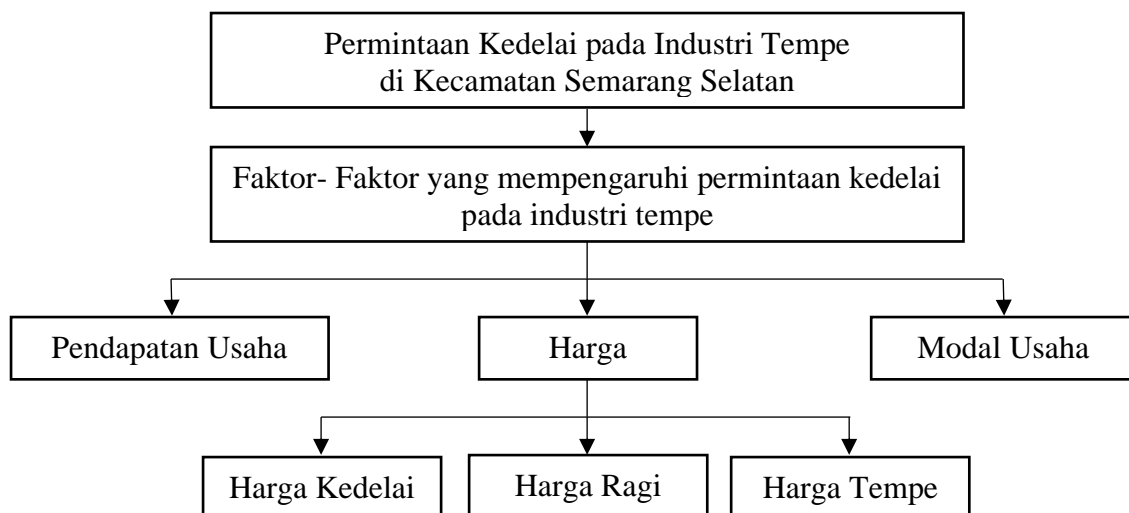 Permintaan Kedelai pada Industri Tempe
di Kecamatan Semarang Selatan
Faktor- Faktor yang mempengaruhi permintaan kedelai
pada industri tempe
Pendapatan Usaha
Harga
Modal Usaha
Harga Kedelai
Harga Ragi
Harga Tempe